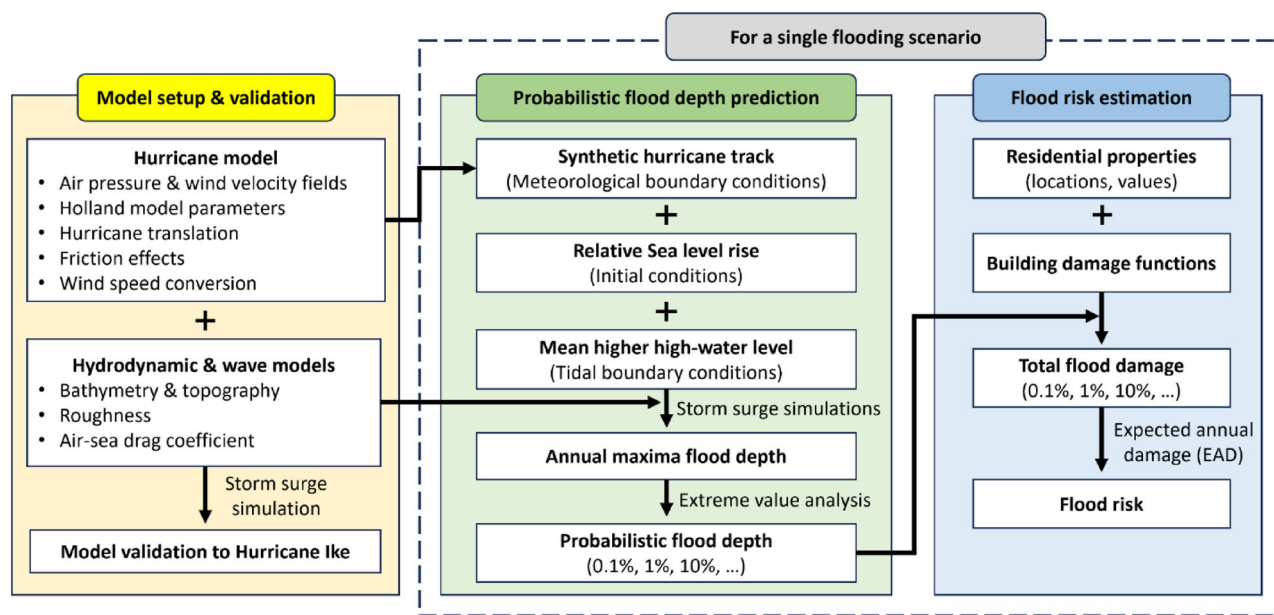 For a single flooding scenario
Model setup & validation
Hurricane model
• Air pressure & wind velocity fields
• Holland model parameters
• Hurricane translation
• Friction effects
• Wind speed conversion
+
Hydrodynamic & wave models
• Bathymetry & topography
• Roughness
• Air-sea drag coefficient
Storm surge
simulation
Model validation to Hurricane Ike
Probabilistic flood depth prediction
Synthetic hurricane track
(Meteorological boundary conditions)
+
Relative Sea level rise
(Initial conditions)
+
Mean higher high-water level
(Tidal boundary conditions)
Storm surge simulations
Annual maxima flood depth
Extreme value analysis
Probabilistic flood depth
(0.1%, 1%, 10%, ...)
Flood risk estimation
Residential properties
(locations, values)
+
Building damage functions
Total flood damage
(0.1%, 1%, 10%, ...)
Expected annual
damage (EAD)
Flood risk